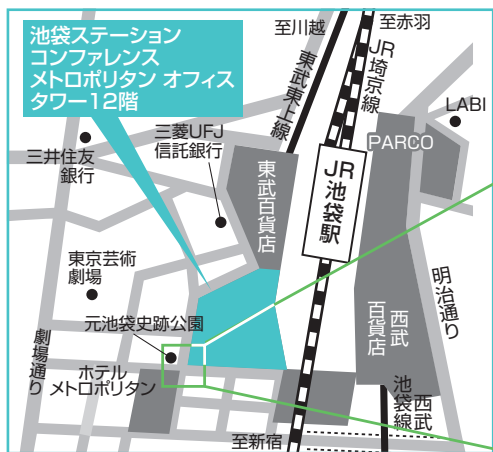 池袋ステーション
コンファレンス
メトロポリタン オフィス
タワー12階
至川越
至赤羽
JR埼京線
東武東上線
LABI
PARCO
三菱UFJ
信託銀行
三井住友
銀行
東武百貨店
JR池袋駅
東京芸術
劇場
明治通り
西武
百貨店
元池袋史跡公園
劇場通り
ホテル
メトロポリタン
西武
池袋線
至新宿